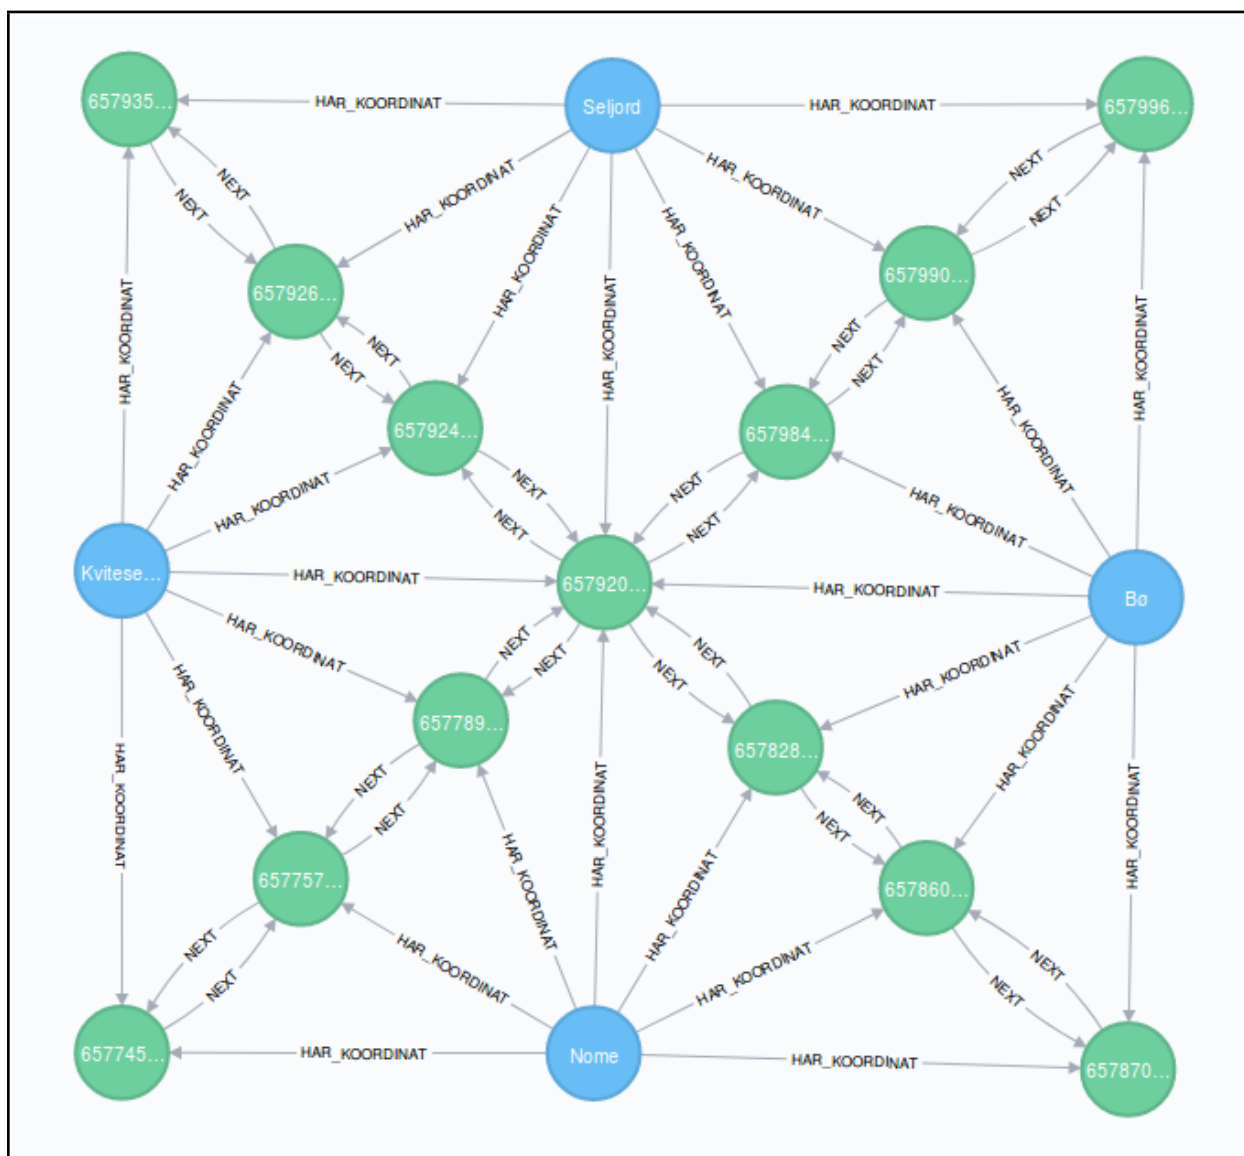 657935...
HAR_KOORDINAT
Seljord
HAR_KOORDINAT
657996...
NEXT
NEXT
HAR_KOORDINAT
HAR_KOORDINAT
NEXT
NEXT
HAR_KOORDINAT
HAR_KOORDINAT
657926...
657990...
HAR_KOORDINAT
HAR_KOORDINAT
HAR_KOORDINAT
HAR_KOORDINAT
NEXT
NEXT
NEXT
NEXT
HAR_KOORDINAT
657924...
657984...
HAR_KOORDINAT
HAR_KOORDINAT
NEXT
NEXT
HAR_KOORDINAT
HAR_KOORDINAT
NEXT
NEXT
Kvitese...
HAR_KOORDINAT
657920...
HAR_KOORDINAT
Bø
HAR_KOORDINAT
NEXT
NEXT
NEXT
NEXT
HAR_KOORDINAT
HAR_KOORDINAT
657789...
657828...
HAR_KOORDINAT
HAR_KOORDINAT
NEXT
NEXT
NEXT
NEXT
HAR_KOORDINAT
HAR_KOORDINAT
657757...
HAR_KOORDINAT
HAR_KOORDINAT
657860...
NEXT
NEXT
HAR_KOORDINAT
HAR_KOORDINAT
NEXT
NEXT
657745...
HAR_KOORDINAT
Nome
HAR_KOORDINAT
657870...